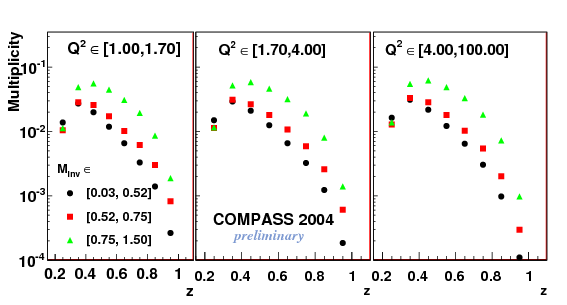 Multiplicity
Q² ∈ [1.00,1.70]
Q² ∈ [1.70,4.00]
Q² ∈ [4.00,100.00]
10⁻¹
10⁻²
10⁻³
10⁻⁴
M_Inv ∈
[0.03, 0.52]
[0.52, 0.75]
[0.75, 1.50]
COMPASS 2004
preliminary
0.2 0.4 0.6 0.8 1
0.2 0.4 0.6 0.8 1
0.2 0.4 0.6 0.8 1
z
z
z